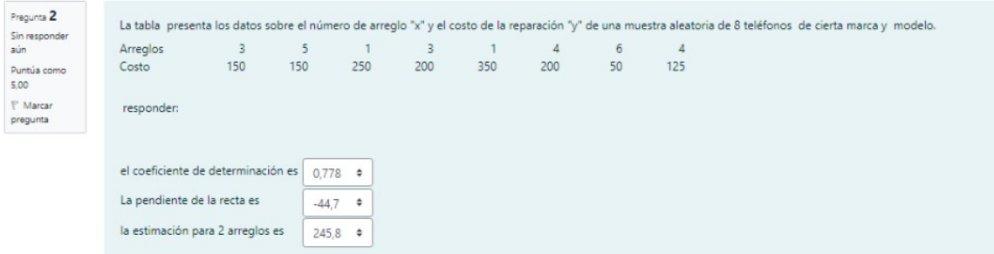 Pregunta 2
Sin responder
aún
Puntúa como
5,00
Marcar
pregunta
La tabla presenta los datos sobre el número de arreglo "x" y el costo de la reparación "y" de una muestra aleatoria de 8 teléfonos de cierta marca y modelo.
Arreglos 3 5 1 3 1 4 6 4
Costo 150 150 250 200 350 200 50 125
responder:
el coeficiente de determinación es 0,778
La pendiente de la recta es -44,7
la estimación para 2 arreglos es 245,8